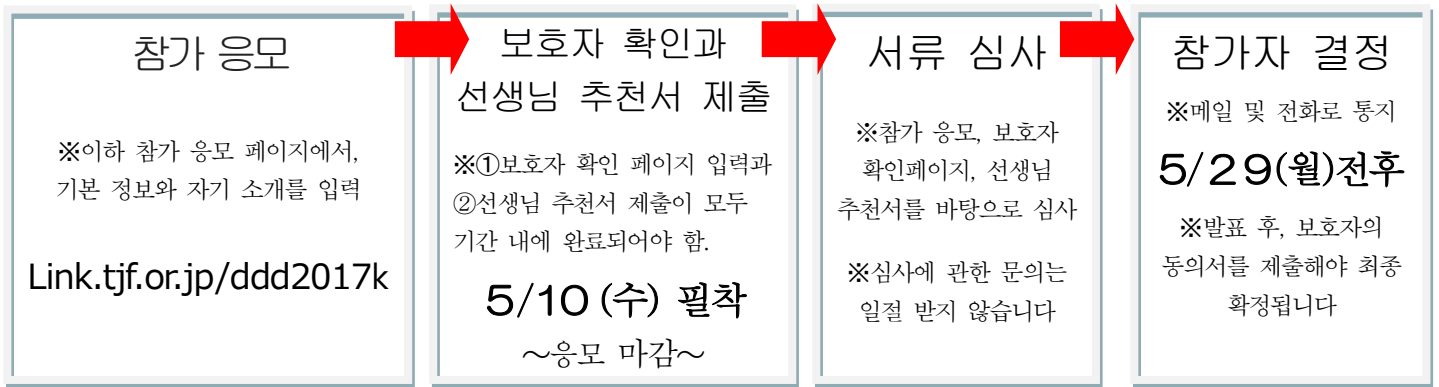 참가 응모
※이하 참가 응모 페이지에서,
기본 정보와 자기 소개를 입력
Link.tjf.or.jp/ddd2017k
보호자 확인과
선생님 추천서 제출
※①보호자 확인 페이지 입력과
②선생님 추천서 제출이 모두
기간 내에 완료되어야 함.
5/10 (수) 필착
～응모 마감～
서류 심사
※참가 응모, 보호자
확인페이지, 선생님
추천서를 바탕으로 심사
※심사에 관한 문의는
일절 받지 않습니다
참가자 결정
※메일 및 전화로 통지
5/29(월)전후
※발표 후, 보호자의
동의서를 제출해야 최종
확정됩니다